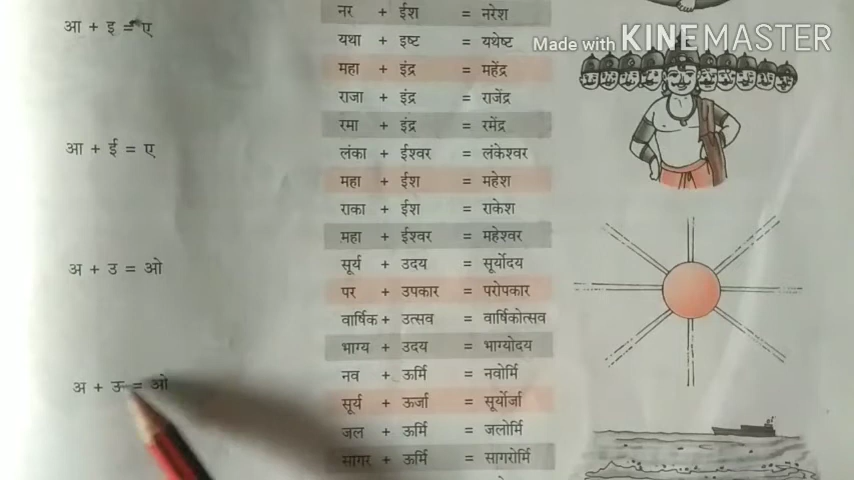 नर + ईश = नरेश
आ + इ = ए
यथा + इष्ट = यथेष्ट
Made with KINEMASTER
महा + इंद्र = महेंद्र
राजा + इंद्र = राजेंद्र
रमा + इंद्र = रमेंद्र
आ + ई = ए
लंका + ईश्वर = लंकेश्वर
महा + ईश = महेश
राका + ईश = राकेश
महा + ईश्वर = महेश्वर
अ + उ = ओ
सूर्य + उदय = सूर्योदय
पर + उपकार = परोपकार
वार्षिक + उत्सव = वार्षिकोत्सव
भाग्य + उदय = भाग्योदय
नव + ऊर्मि = नवोर्मि
अ + = ओ
सूर्य + ऊर्जा = सूर्योर्जा
जल + ऊर्मि = जलोर्मि
सागर + ऊर्मि = सागरोर्मि